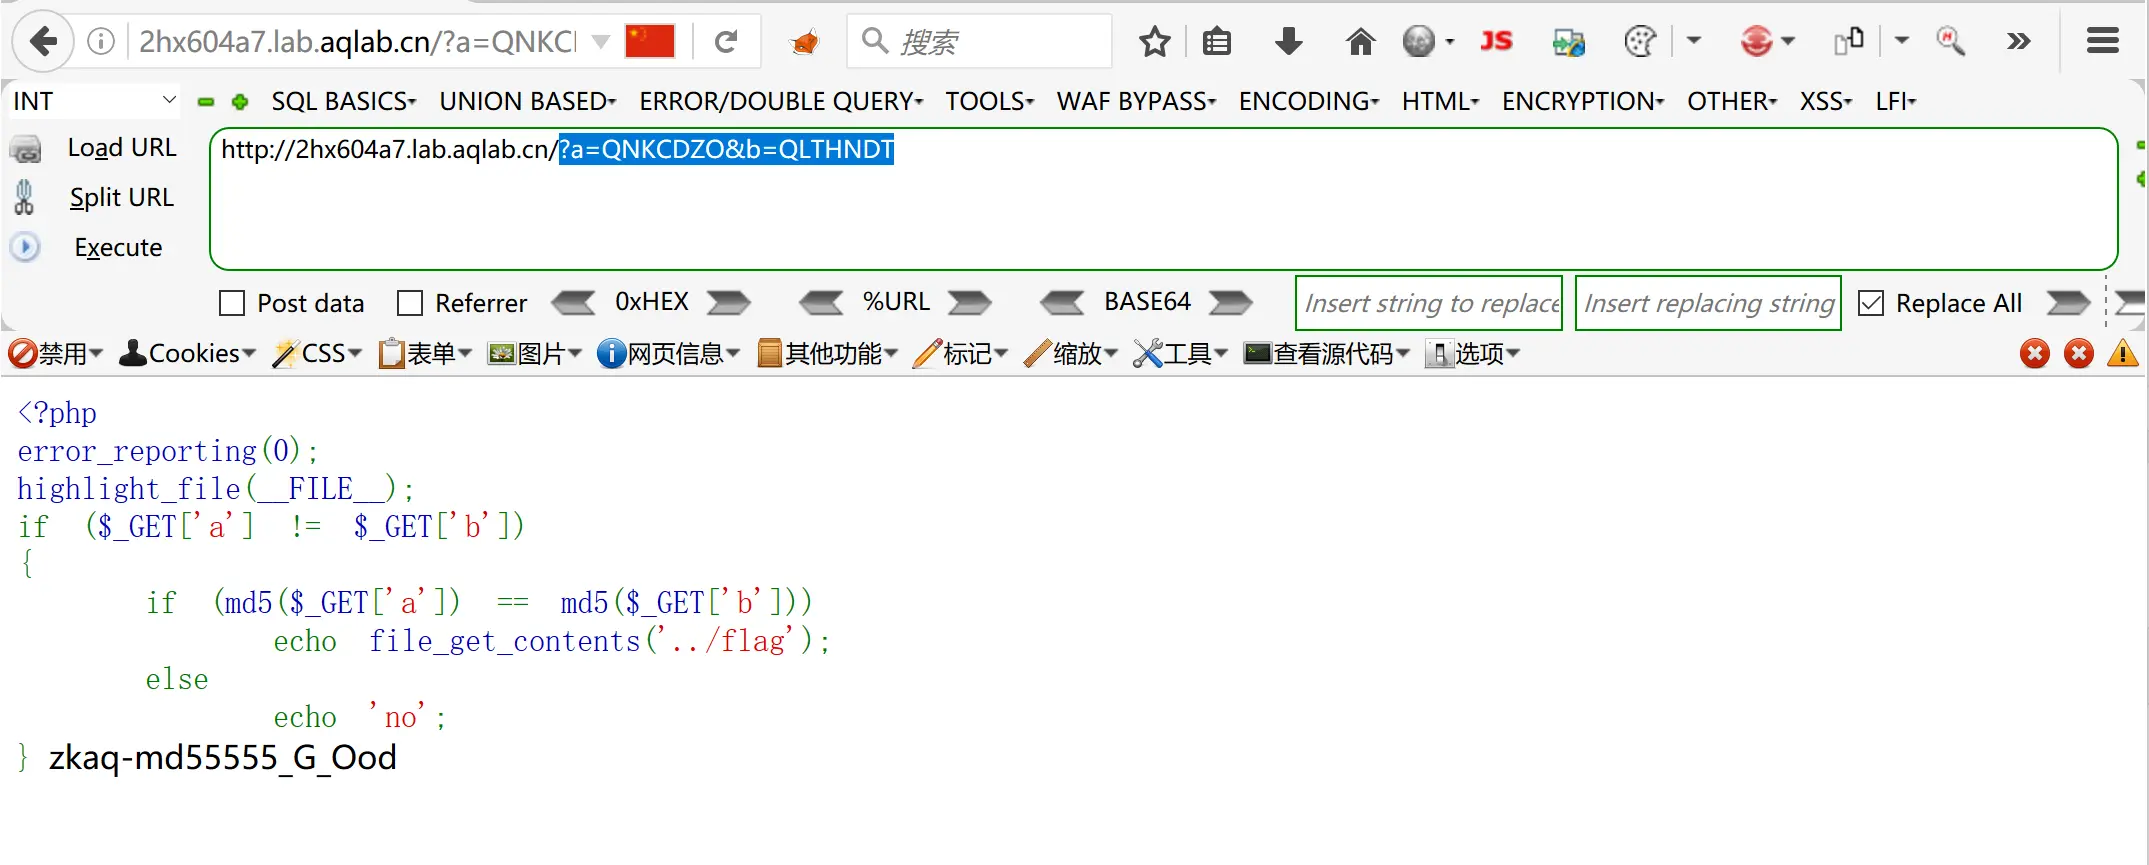 2hx604a7.lab.aqlab.cn/?a=QNKC 搜索 JS
INT SQL BASICS UNION BASED ERROR/DOUBLE QUERY TOOLS WAF BYPASS ENCODING HTML ENCRYPTION OTHER XSS LFI
Load URL http://2hx604a7.lab.aqlab.cn/?a=QNKCDZO&b=QLTHNDT
Split URL
Execute
Post data Referrer 0xHEX %URL BASE64 Insert string to replace Insert replacing string Replace All
禁用 Cookies CSS 表单 图片 网页信息 其他功能 标记 缩放 工具 查看源代码 选项
<?php
error_reporting(0);
highlight_file(__FILE__);
if ($_GET['a'] != $_GET['b'])
{
if (md5($_GET['a']) == md5($_GET['b']))
echo file_get_contents('../flag');
else
echo 'no';
} zkaq-md55555_G_Ood